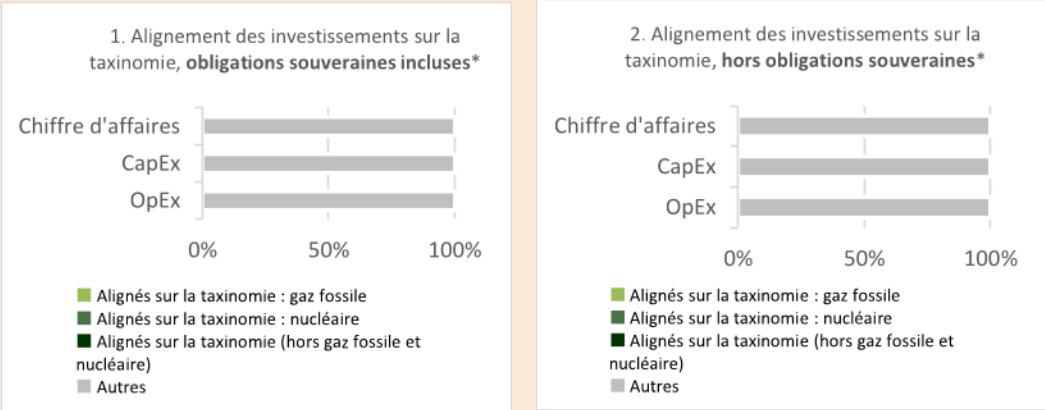 1. Alignement des investissements sur la
taxinomie, obligations souveraines incluses*
Chiffre d'affaires
CapEx
OpEx
0% 50% 100%
Alignés sur la taxinomie : gaz fossile
Alignés sur la taxinomie : nucléaire
Alignés sur la taxinomie (hors gaz fossile et
nucléaire)
Autres
2. Alignement des investissements sur la
taxinomie, hors obligations souveraines*
Chiffre d'affaires
CapEx
OpEx
0% 50% 100%
Alignés sur la taxinomie : gaz fossile
Alignés sur la taxinomie : nucléaire
Alignés sur la taxinomie (hors gaz fossile et
nucléaire)
Autres